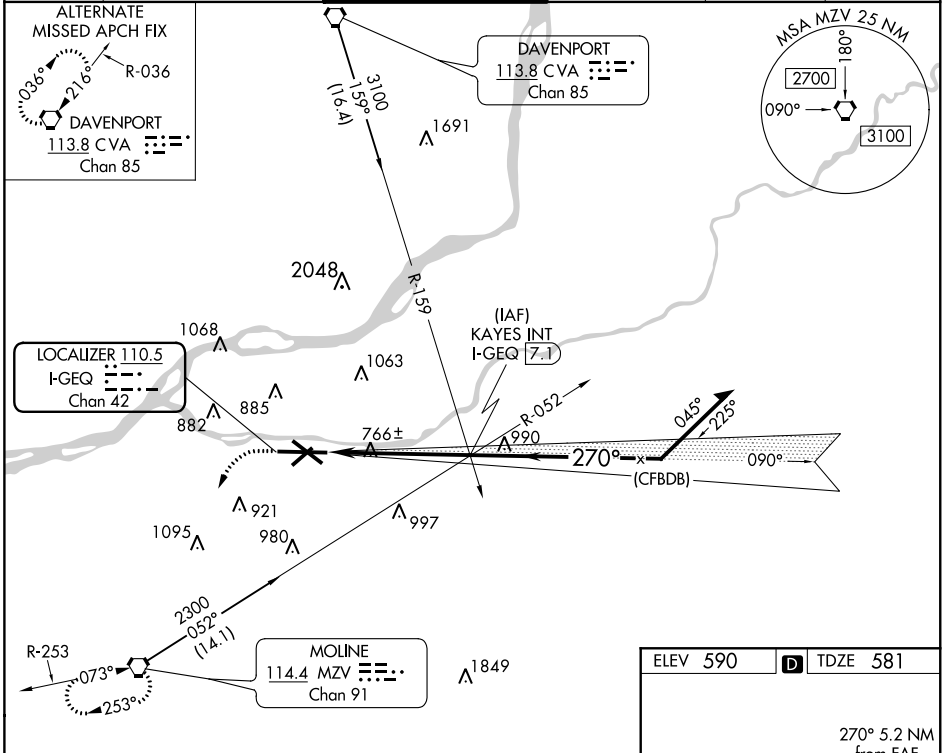 ALTERNATE
MISSED APCH FIX
036°
216°
R-036
DAVENPORT
113.8 CVA
Chan 85
3100
159°
(16.4)
DAVENPORT
113.8 CVA
Chan 85
MSA MZV 25 NM
180°
2700
090°
3100
1691
2048
R-159
(IAF)
KAYES INT
I-GEQ 7.1
1068
LOCALIZER 110.5
I-GEQ
Chan 42
1063
885
882
R-052
766±
990
045°
225°
270°
090°
x
(CFBDB)
921
997
1095
980
2300
052°
(14.1)
R-253
073°
253°
MOLINE
114.4 MZV
Chan 91
1849
ELEV 590 D TDZE 581
270° 5.2 NM
from FAF